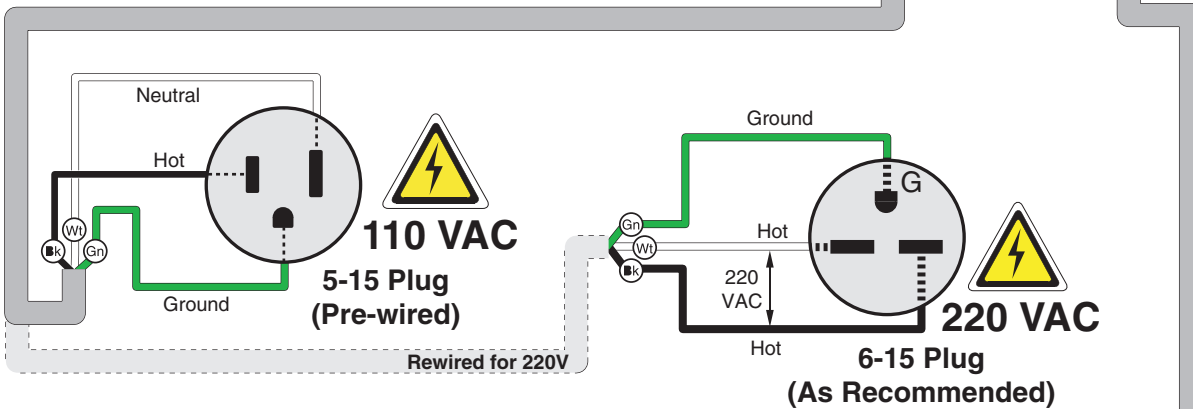 Neutral
Hot
Wt
Bk
Gn
Ground
110 VAC
5-15 Plug
(Pre-wired)
Rewired for 220V
Ground
G
Gn
Wt
Bk
Hot
220
VAC
Hot
220 VAC
6-15 Plug
(As Recommended)